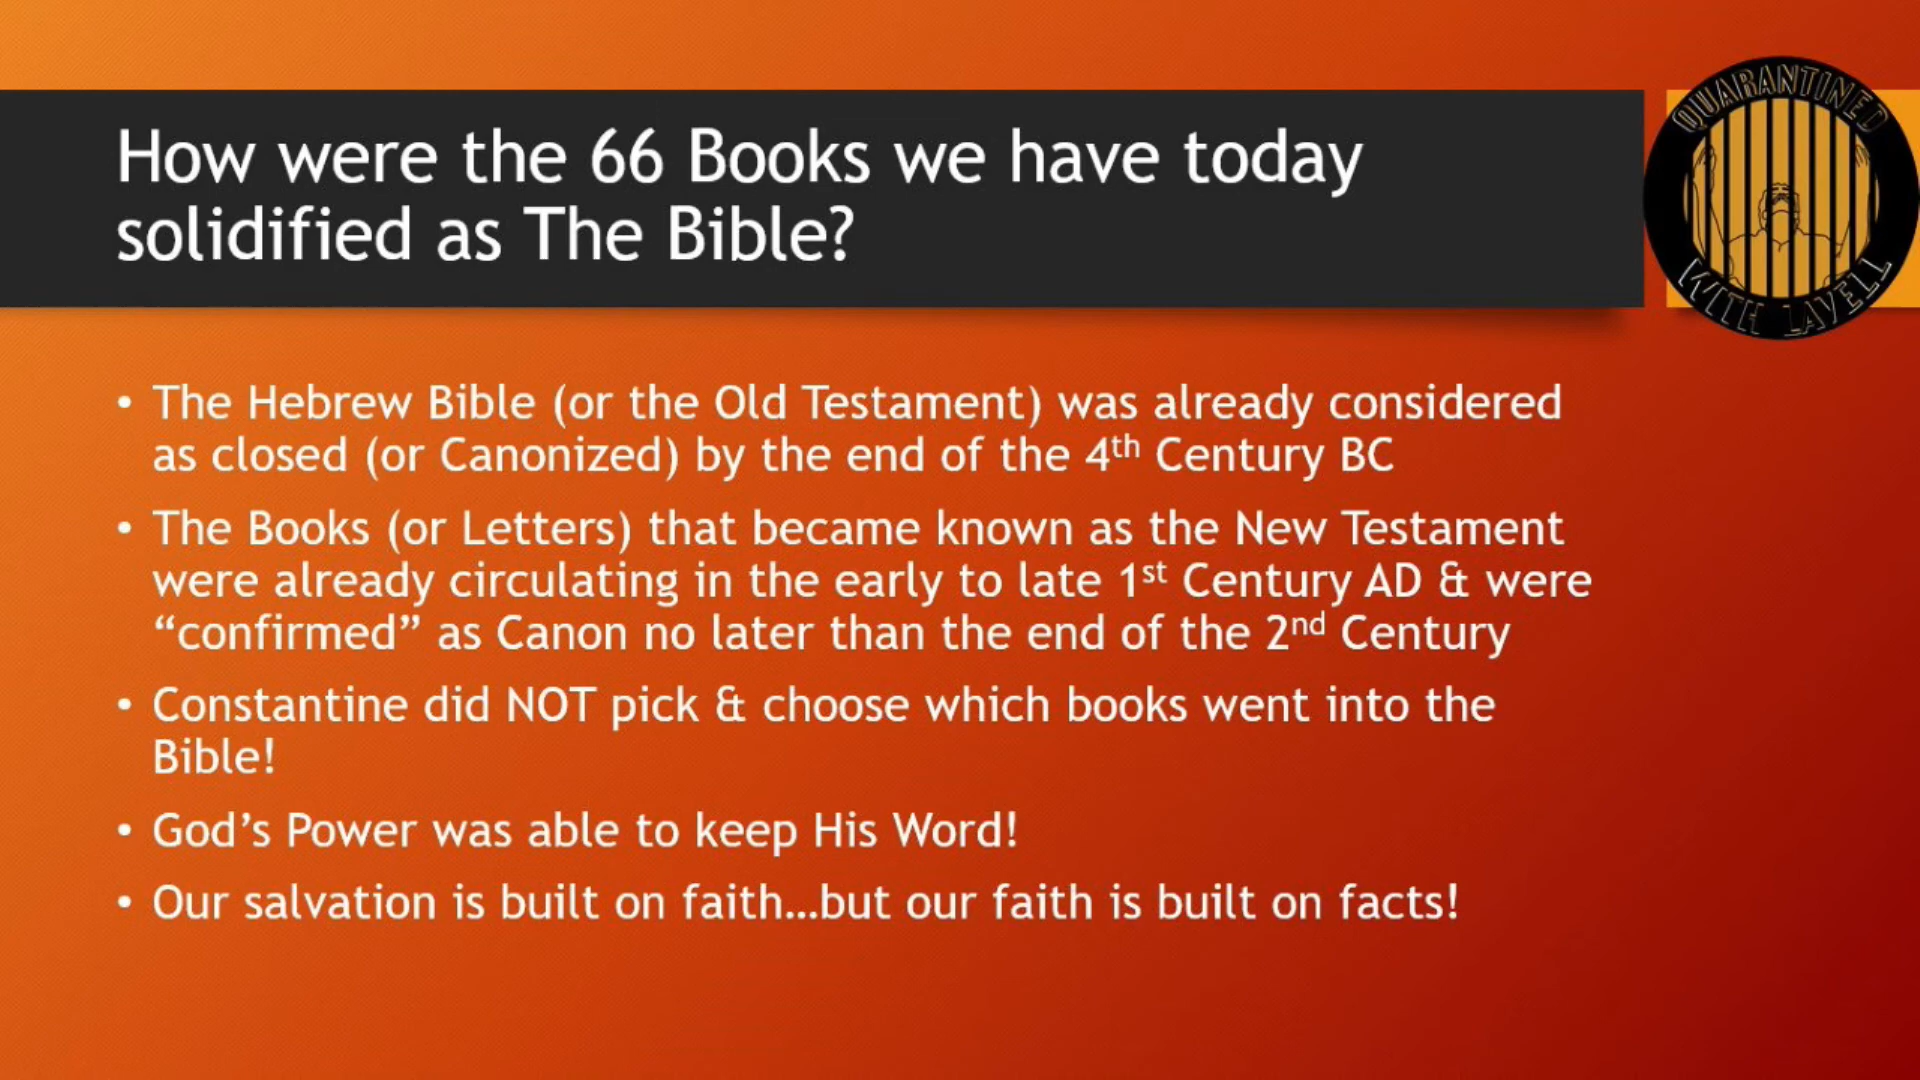 How were the 66 Books we have today
solidified as The Bible?
QUARANTINED
WITH LAVELL
• The Hebrew Bible (or the Old Testament) was already considered
as closed (or Canonized) by the end of the 4th Century BC
• The Books (or Letters) that became known as the New Testament
were already circulating in the early to late 1st Century AD & were
“confirmed” as Canon no later than the end of the 2nd Century
• Constantine did NOT pick & choose which books went into the
Bible!
• God’s Power was able to keep His Word!
• Our salvation is built on faith…but our faith is built on facts!